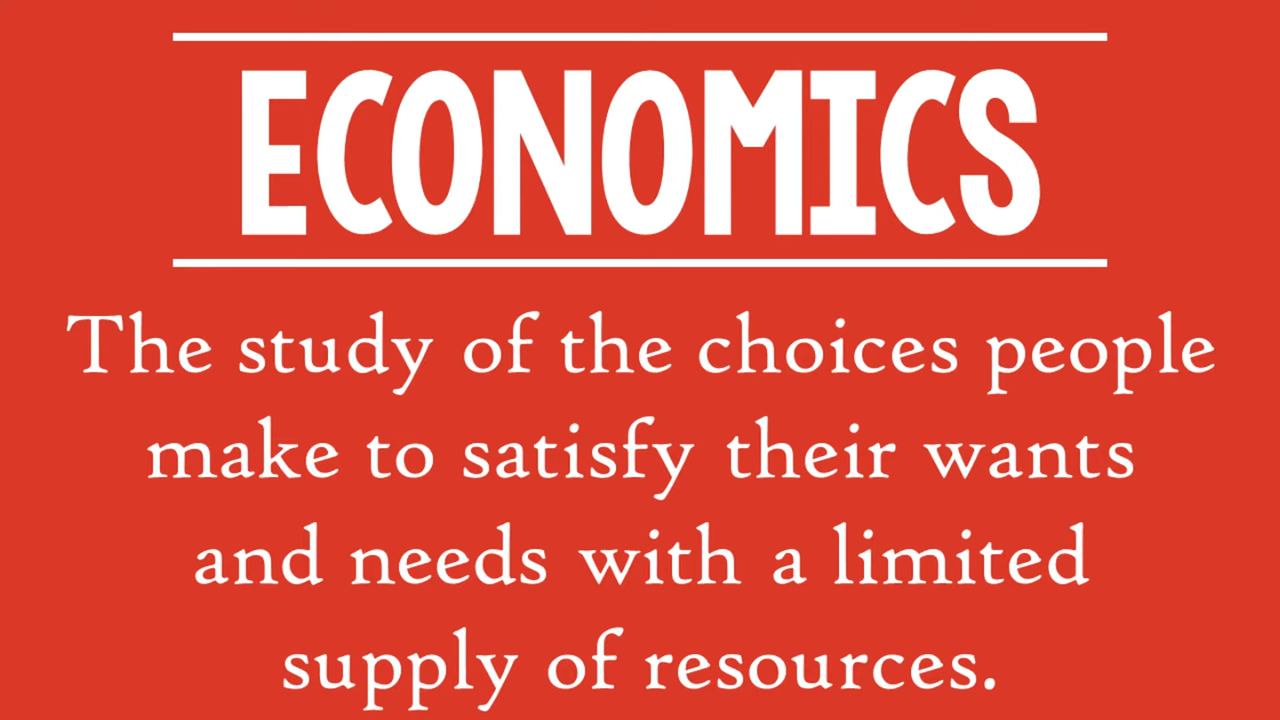 ECONOMICS
The study of the choices people
make to satisfy their wants
and needs with a limited
supply of resources.